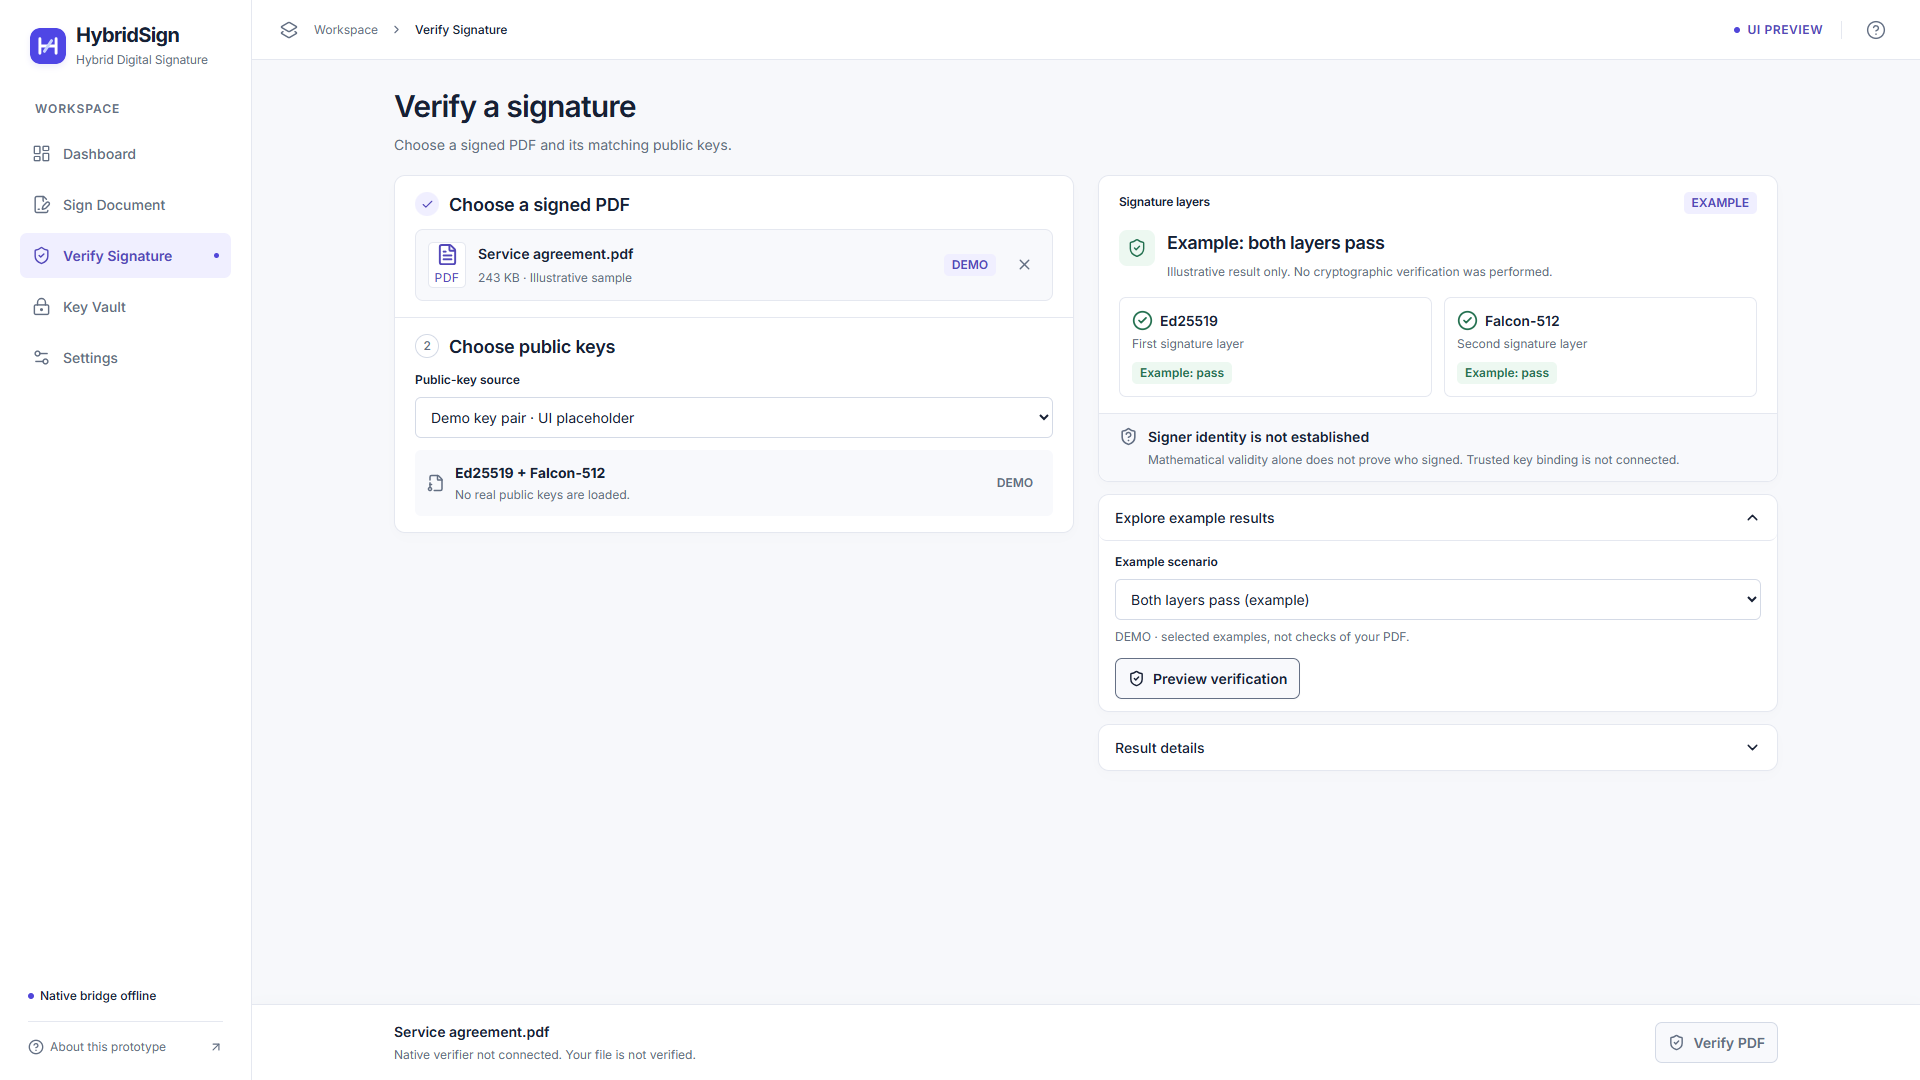 HybridSign
Hybrid Digital Signature
WORKSPACE
Dashboard
Sign Document
Verify Signature
Key Vault
Settings
Native bridge offline
About this prototype
Workspace
Verify Signature
UI PREVIEW
Verify a signature
Choose a signed PDF and its matching public keys.
Choose a signed PDF
PDF
Service agreement.pdf
243 KB · Illustrative sample
DEMO
2
Choose public keys
Public-key source
Demo key pair · UI placeholder
Ed25519 + Falcon-512
No real public keys are loaded.
DEMO
Signature layers
EXAMPLE
Example: both layers pass
Illustrative result only. No cryptographic verification was performed.
Ed25519
First signature layer
Example: pass
Falcon-512
Second signature layer
Example: pass
Signer identity is not established
Mathematical validity alone does not prove who signed. Trusted key binding is not connected.
Explore example results
Example scenario
Both layers pass (example)
DEMO · selected examples, not checks of your PDF.
Preview verification
Result details
Service agreement.pdf
Native verifier not connected. Your file is not verified.
Verify PDF